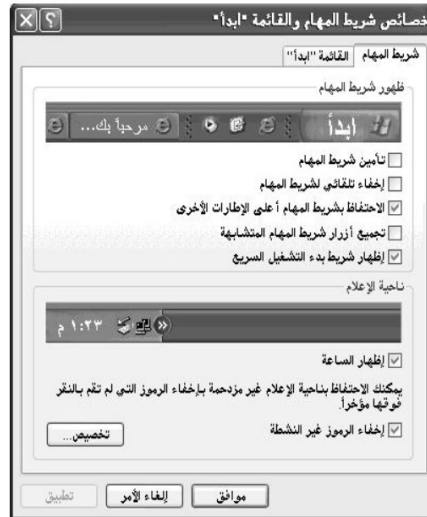 خصائص شريط المهام والقائمة "ابدأ"
شريط المهام
القائمة "ابدأ"
ظهور شريط المهام
ابدأ
مرحباً بك...
تأمين شريط المهام
إخفاء تلقائي لشريط المهام
الاحتفاظ بشريط المهام أعلى الإطارات الأخرى
تجميع أزرار شريط المهام المتشابهة
إظهار شريط بدء التشغيل السريع
ناحية الإعلام
١:٢٣ م
إظهار الساعة
يمكنك الاحتفاظ بناحية الإعلام غير مزدحمة بإخفاء الرموز التي لم تقم بالنقر
فوقها مؤخراً.
إخفاء الرموز غير النشطة
تخصيص...
موافق
إلغاء الأمر
تطبيق